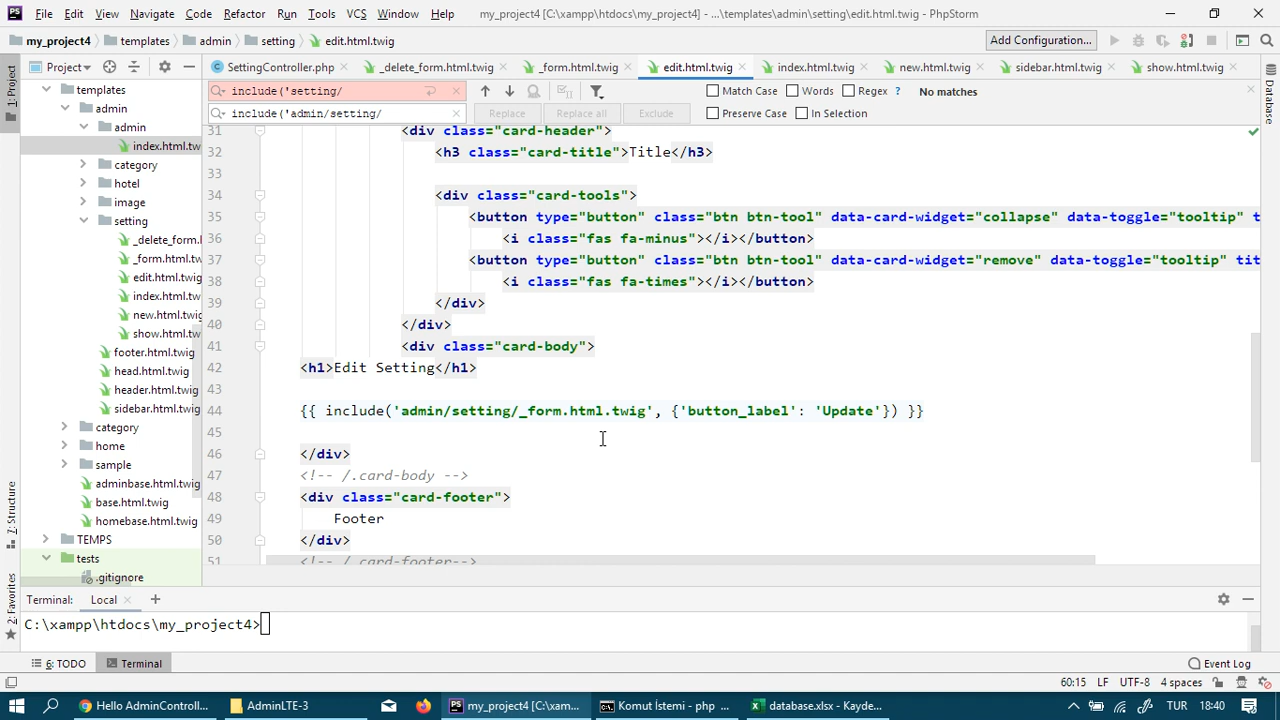 File Edit View Navigate Code Refactor Run Tools VCS Window Help my_project4 [C:\xampp\htdocs\my_project4] - ...\templates\admin\setting\edit.html.twig - PhpStorm
my_project4 templates admin setting edit.html.twig Add Configuration...
Project SettingController.php _delete_form.html.twig _form.html.twig edit.html.twig index.html.twig new.html.twig sidebar.html.twig show.html.twig
1: Project
Database
7: Structure
2: Favorites
include('setting/ Match Case Words Regex ? No matches
include('admin/setting/ Replace Replace all Exclude Preserve Case In Selection
templates
admin
admin
index.html.tw
category
hotel
image
setting
_delete_form.l
_form.html.tw
edit.html.twig
index.html.tw
new.html.twig
show.html.twi
footer.html.twig
head.html.twig
header.html.twig
sidebar.html.twig
category
home
sample
adminbase.html.twig
base.html.twig
homebase.html.twig
TEMPS
tests
.gitignore
31 <div class="card-header">
32 <h3 class="card-title">Title</h3>
33
34 <div class="card-tools">
35 <button type="button" class="btn btn-tool" data-card-widget="collapse" data-toggle="tooltip" t
36 <i class="fas fa-minus"></i></button>
37 <button type="button" class="btn btn-tool" data-card-widget="remove" data-toggle="tooltip" tit
38 <i class="fas fa-times"></i></button>
39 </div>
40 </div>
41 <div class="card-body">
42 <h1>Edit Setting</h1>
43
44 {{ include('admin/setting/_form.html.twig', {'button_label': 'Update'}) }}
45
46 </div>
47 <!-- /.card-body -->
48 <div class="card-footer">
49 Footer
50 </div>
51 <!-- /.card-footer-->
Terminal: Local +
C:\xampp\htdocs\my_project4>
6: TODO Terminal Event Log
60:15 LF UTF-8 4 spaces
Hello AdminControll... AdminLTE-3 my_project4 [C:\xam... Komut İstemi - php ... database.xlsx - Kayde... TUR 18:40